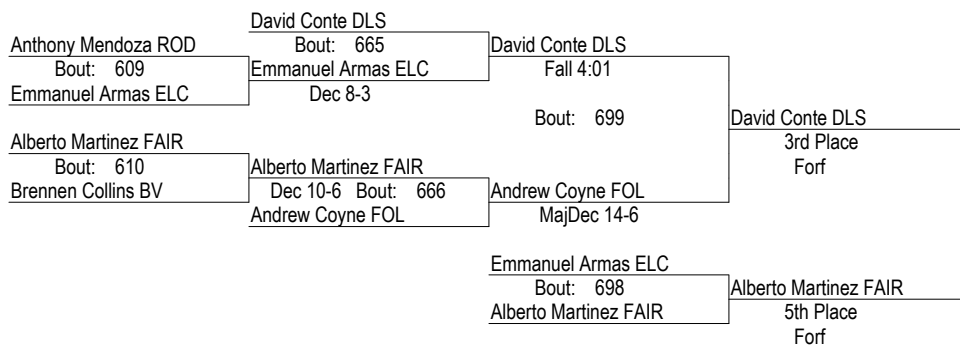 David Conte DLS
Anthony Mendoza ROD
Bout: 665
David Conte DLS
Bout: 609
Emmanuel Armas ELC
Fall 4:01
Emmanuel Armas ELC
Dec 8-3
Bout: 699
David Conte DLS
Alberto Martinez FAIR
3rd Place
Bout: 610
Alberto Martinez FAIR
Forf
Brennen Collins BV
Dec 10-6 Bout: 666
Andrew Coyne FOL
Andrew Coyne FOL
MajDec 14-6
Emmanuel Armas ELC
Bout: 698
Alberto Martinez FAIR
Alberto Martinez FAIR
5th Place
Forf